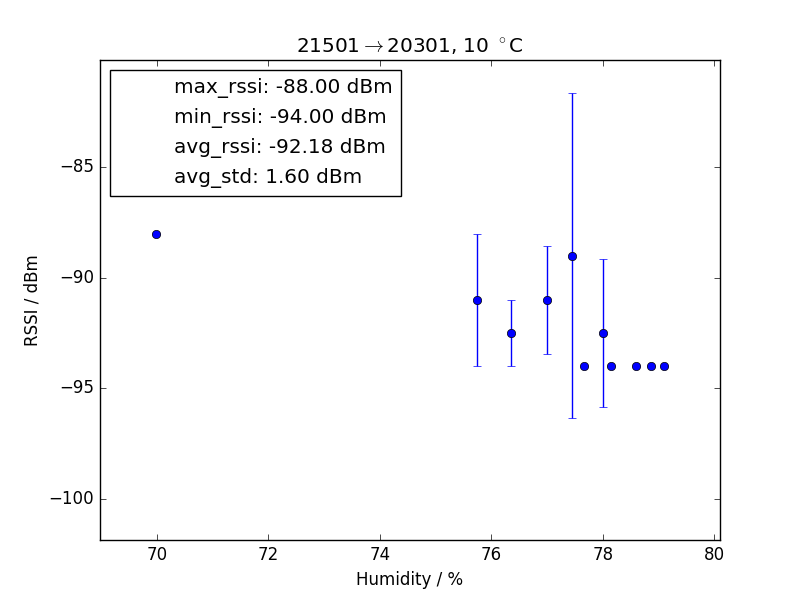 21501→20301, 10 °C
max_rssi: -88.00 dBm
min_rssi: -94.00 dBm
avg_rssi: -92.18 dBm
avg_std: 1.60 dBm
RSSI / dBm
−85
−90
−95
−100
70 72 74 76 78 80
Humidity / %